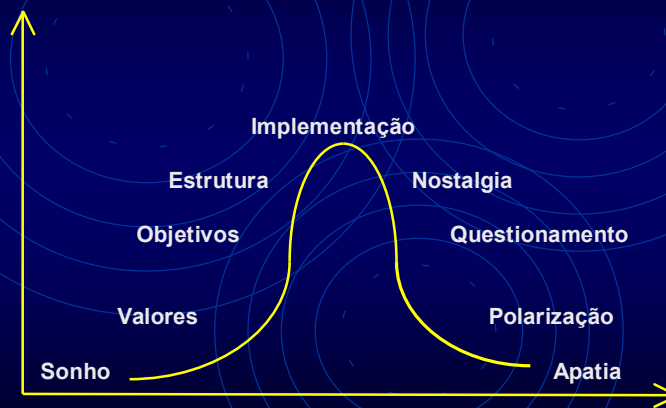 Implementação
Estrutura
Nostalgia
Objetivos
Questionamento
Valores
Polarização
Sonho
Apatia